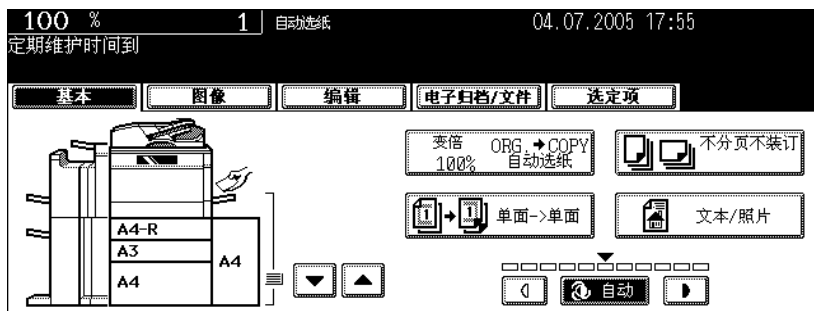 100 % 1 自动选纸 04.07.2005 17:55
定期维护时间到
基本 图像 编辑 电子归档/文件 选定项
变倍 ORG.➔COPY 不分页不装订
100% 自动选纸
1 ➔ 1 单面->单面 文本/照片
A4-R
A3
A4
A4
自动